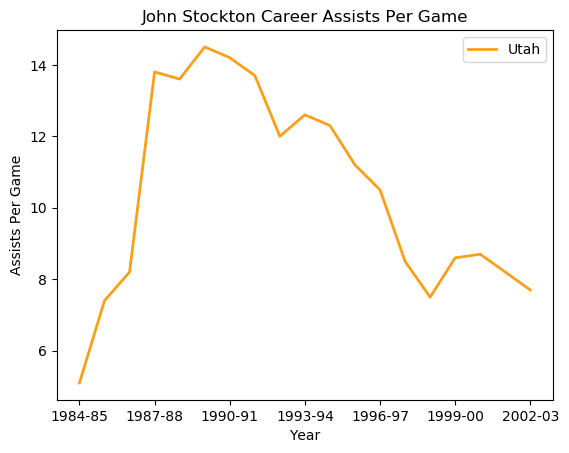 John Stockton Career Assists Per Game
Utah
14
12
10
8
6
Assists Per Game
1984-85 1987-88 1990-91 1993-94 1996-97 1999-00 2002-03
Year